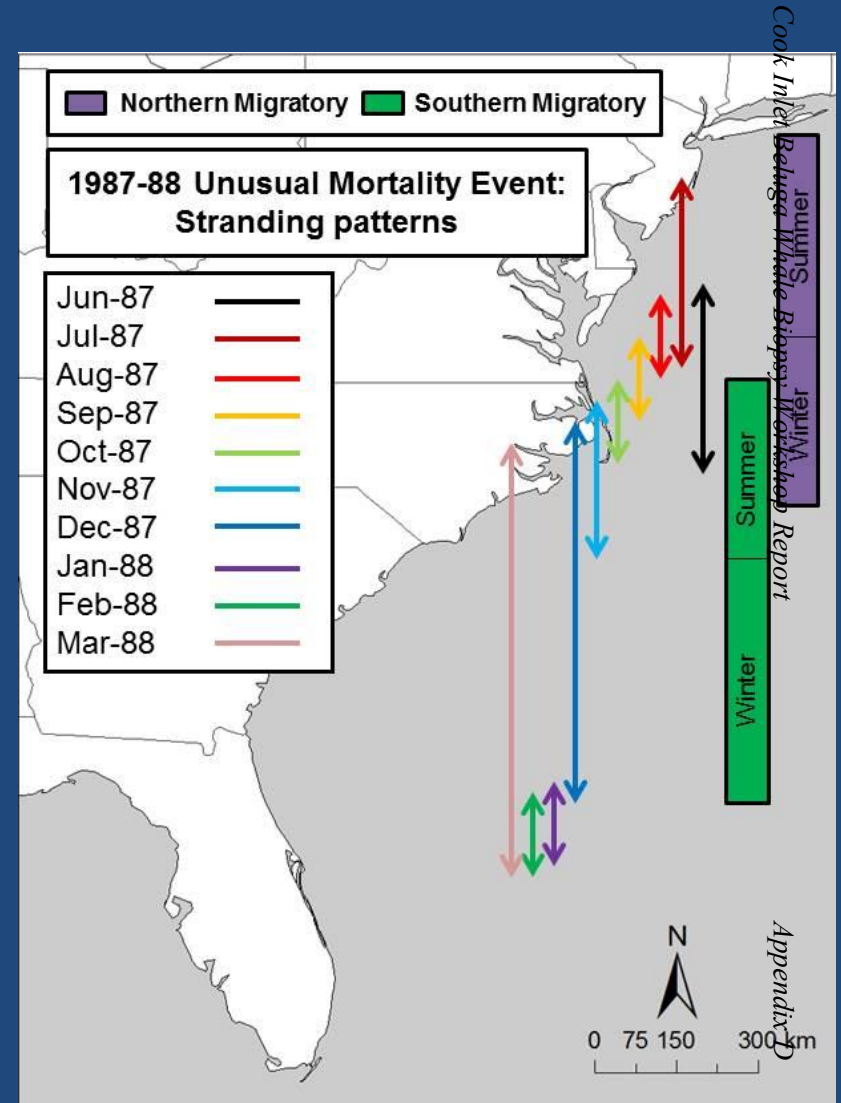 Northern Migratory Southern Migratory
1987-88 Unusual Mortality Event:
Stranding patterns
Jun-87
Jul-87
Aug-87
Sep-87
Oct-87
Nov-87
Dec-87
Jan-88
Feb-88
Mar-88
Summer
Winter
Summer
Winter
N
0 75 150 300 km
Cook Inlet Beluga Whale Biopsy Workshop Report
Appendix D